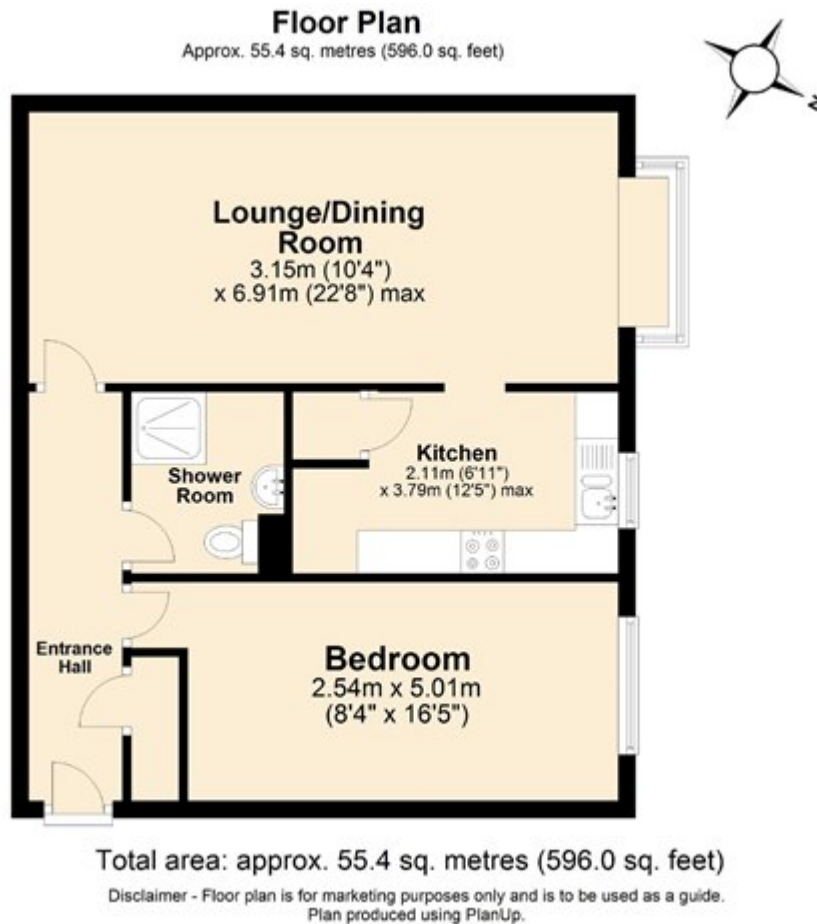 Floor Plan
Approx. 55.4 sq. metres (596.0 sq. feet)
N
Lounge/Dining
Room
3.15m (10'4")
x 6.91m (22'8") max
Shower
Room
Kitchen
2.11m (6'11")
x 3.79m (12'5") max
Entrance
Hall
Bedroom
2.54m x 5.01m
(8'4" x 16'5")
Total area: approx. 55.4 sq. metres (596.0 sq. feet)
Disclaimer - Floor plan is for marketing purposes only and is to be used as a guide.
Plan produced using PlanUp.